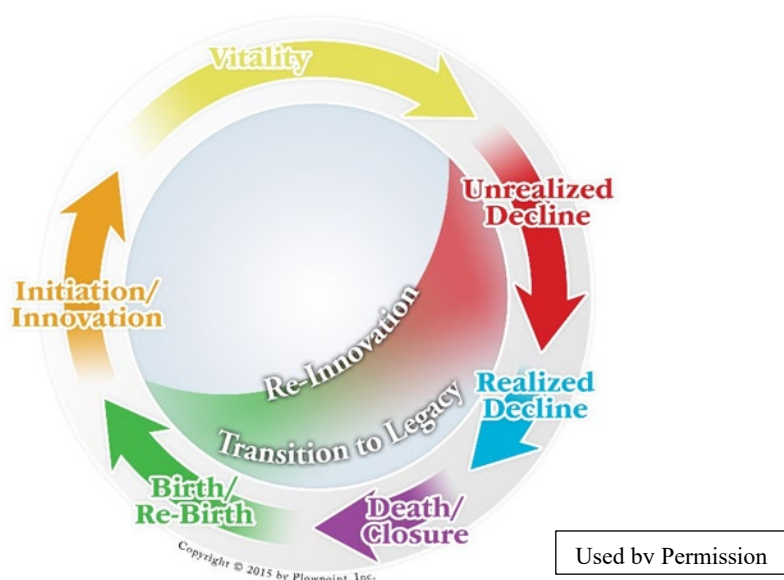 Vitality
Unrealized
Decline
Initiation/
Innovation
Re-Innovation
Realized
Decline
Transition to Legacy
Birth/
Re-Birth
Death/
Closure
Copyright © 2015 by Plowpoint, Inc.
Used by Permission